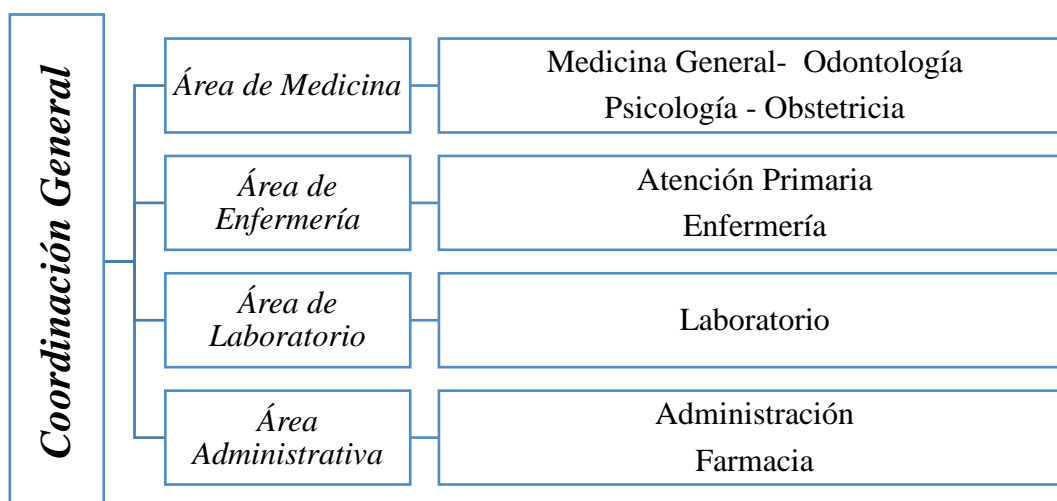 Coordinación General
Área de Medicina
Medicina General- Odontología
Psicología - Obstetricia
Área de
Enfermería
Atención Primaria
Enfermería
Área de
Laboratorio
Laboratorio
Área
Administrativa
Administración
Farmacia